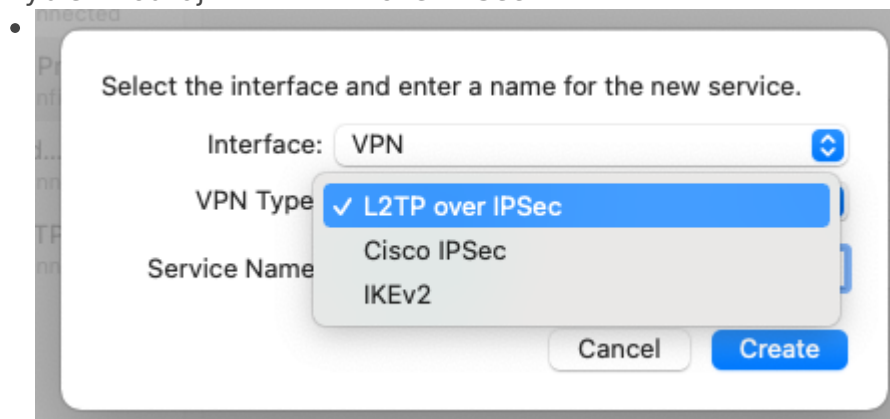 nnected
Select the interface and enter a name for the new service.
Interface: VPN
VPN Type
✓ L2TP over IPSec
Cisco IPSec
Service Name
IKEv2
Cancel
Create